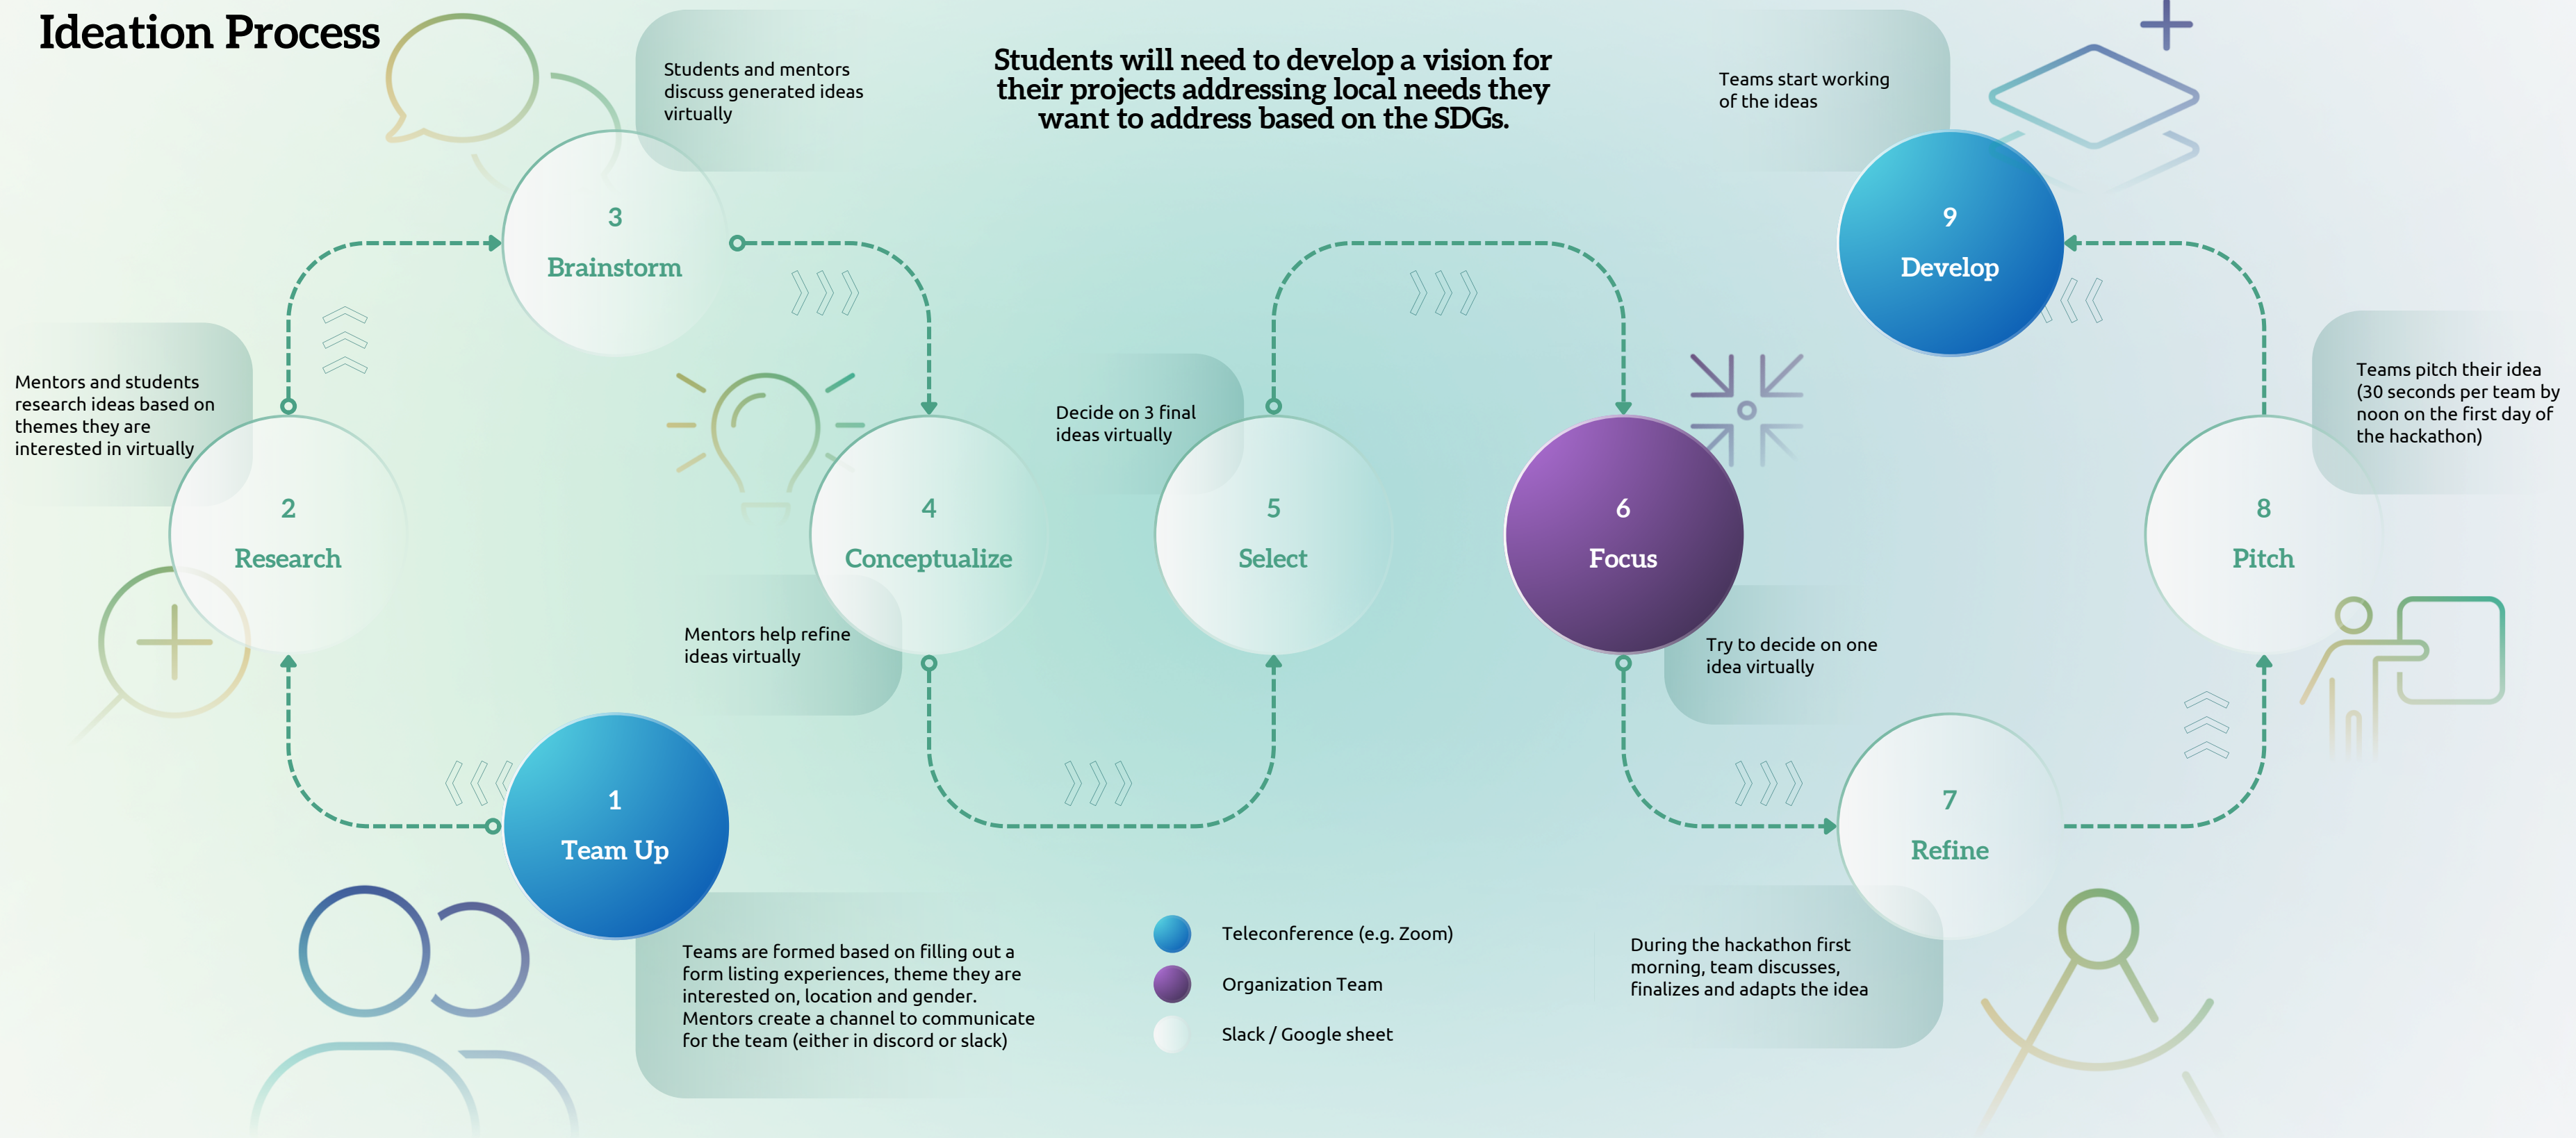 Ideation Process
Students will need to develop a vision for
their projects addressing local needs they
want to address based on the SDGs.
1
Team Up
Teams are formed based on filling out a
form listing experiences, theme they are
interested on, location and gender.
Mentors create a channel to communicate
for the team (either in discord or slack)
2
Research
Mentors and students
research ideas based on
themes they are
interested in virtually
3
Brainstorm
Students and mentors
discuss generated ideas
virtually
4
Conceptualize
Mentors help refine
ideas virtually
5
Select
Decide on 3 final
ideas virtually
6
Focus
Try to decide on one
idea virtually
7
Refine
During the hackathon first
morning, team discusses,
finalizes and adapts the idea
8
Pitch
Teams pitch their idea
(30 seconds per team by
noon on the first day of
the hackathon)
9
Develop
Teams start working
of the ideas
Teleconference (e.g. Zoom)
Organization Team
Slack / Google sheet